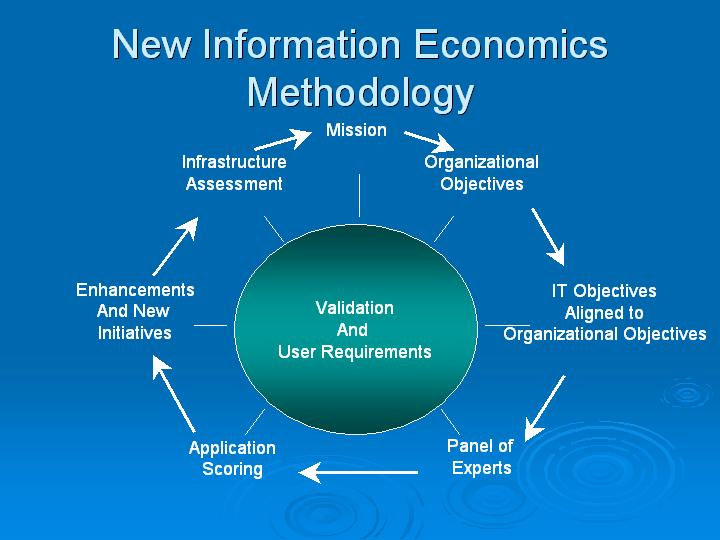 New Information Economics
Methodology
Mission
Organizational
Objectives
IT Objectives
Aligned to
Organizational Objectives
Panel of
Experts
Application
Scoring
Enhancements
And New
Initiatives
Infrastructure
Assessment
Validation
And
User Requirements